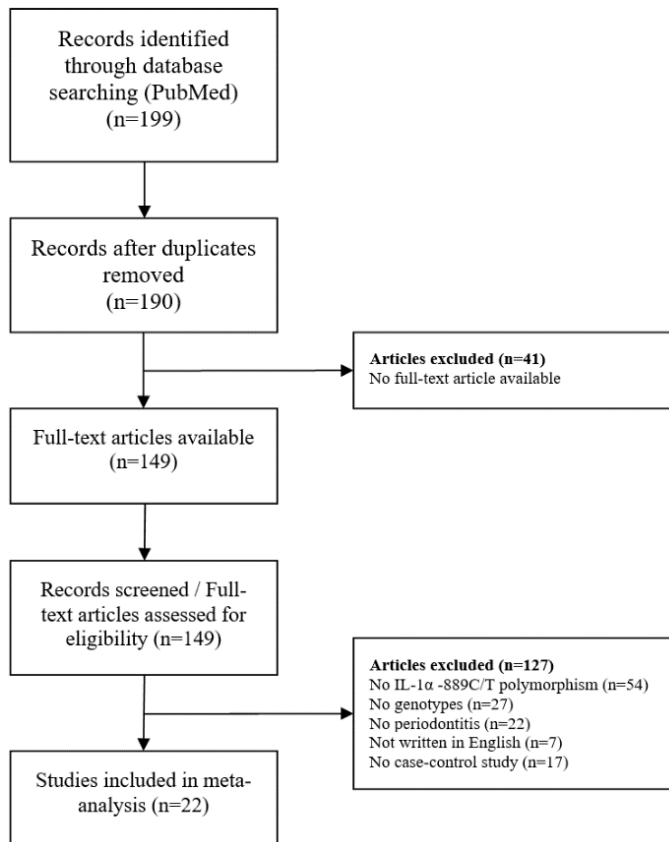 Records identified
through database
searching (PubMed)
(n=199)
Records after duplicates
removed
(n=190)
Articles excluded (n=41)
No full-text article available
Full-text articles available
(n=149)
Records screened / Full-
text articles assessed for
eligibility (n=149)
Articles excluded (n=127)
No IL-1α -889C/T polymorphism (n=54)
No genotypes (n=27)
No periodontitis (n=22)
Not written in English (n=7)
No case-control study (n=17)
Studies included in meta-
analysis (n=22)